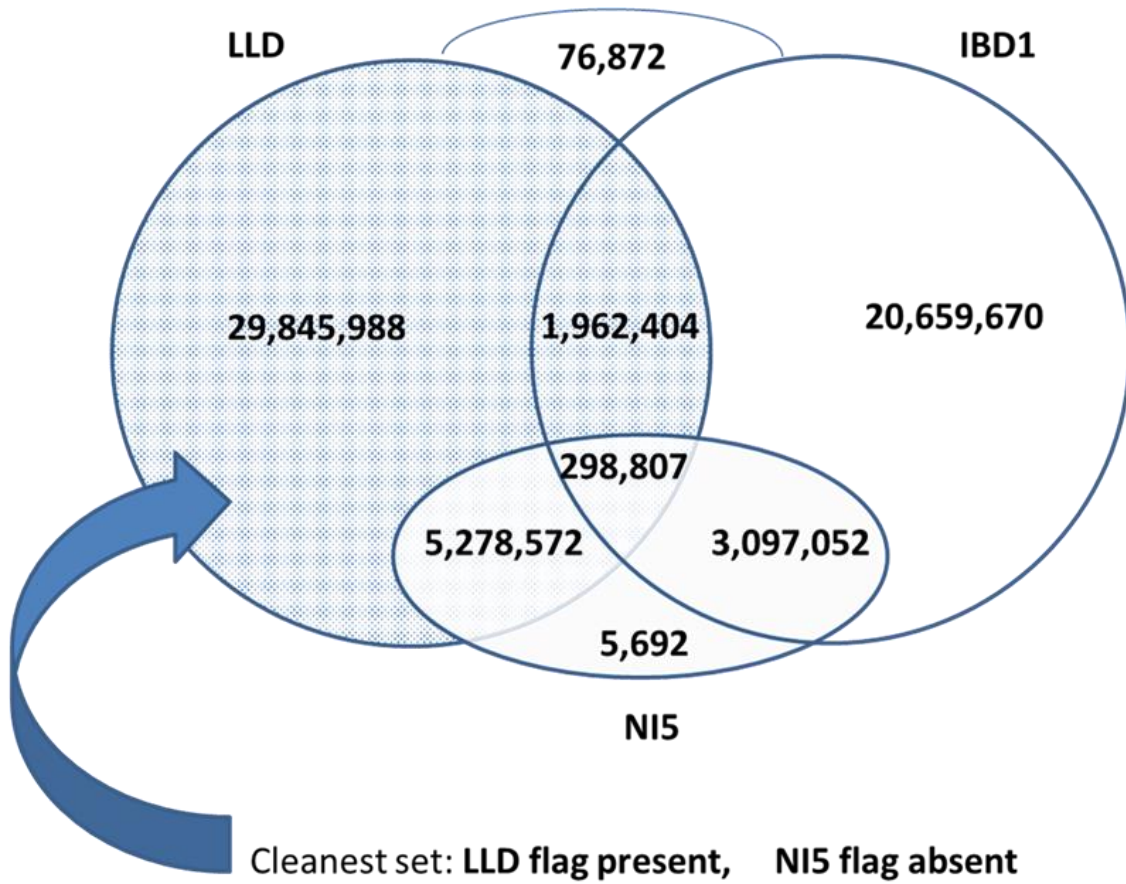 LLD
76,872
IBD1
29,845,988
1,962,404
20,659,670
298,807
5,278,572
3,097,052
5,692
NI5
Cleanest set: LLD flag present, NI5 flag absent